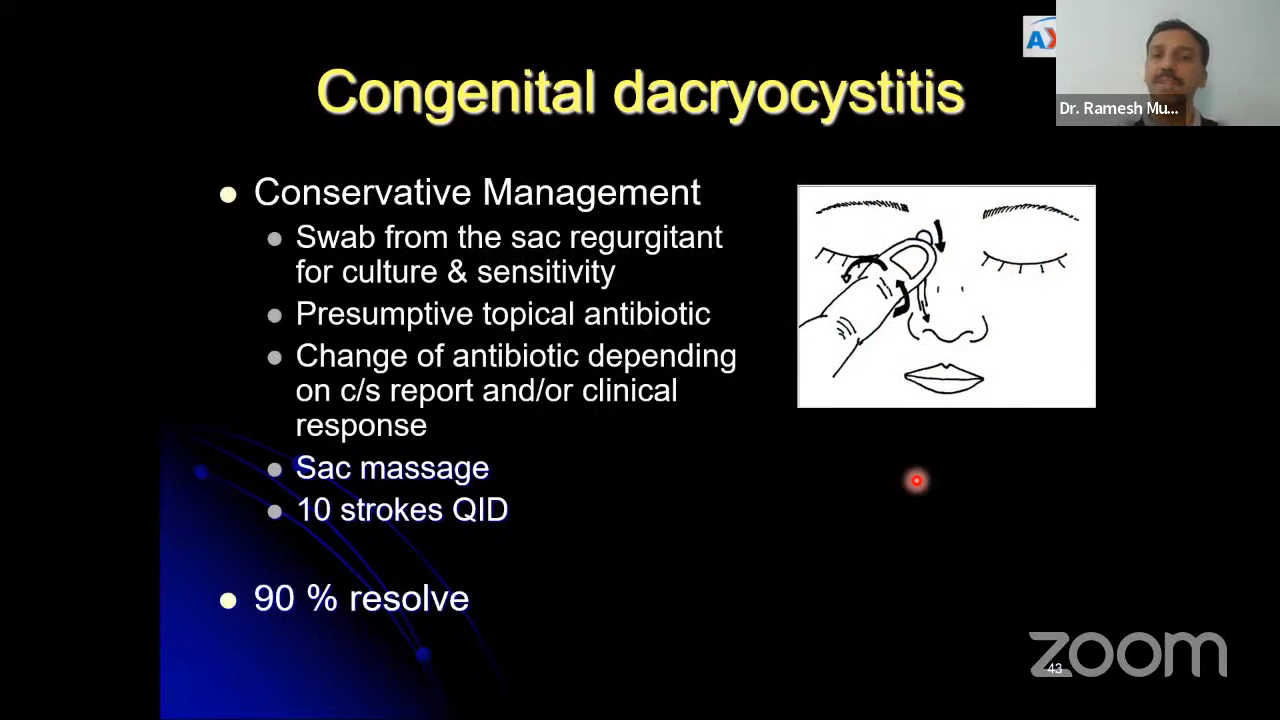 Congenital dacryocystitis
AX
Dr. Ramesh Mu...
Conservative Management
Swab from the sac regurgitant
for culture & sensitivity
Presumptive topical antibiotic
Change of antibiotic depending
on c/s report and/or clinical
response
Sac massage
10 strokes QID
90 % resolve
zoom
43